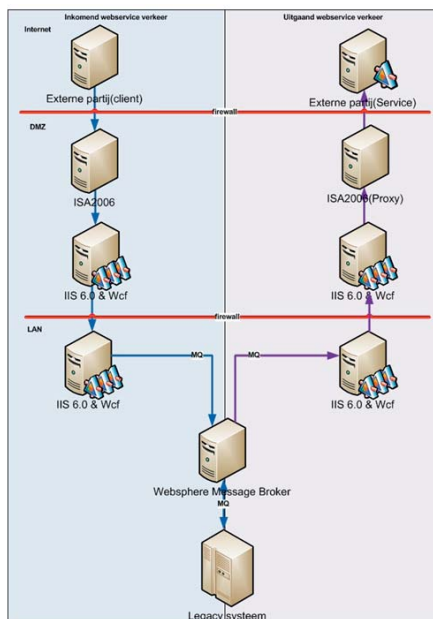 Inkomend webservice verkeer
Uitgaand webservice verkeer
Internet
Externe partij(client)
Externe partij(Service)
firewall
DMZ
ISA2006
ISA2006(Proxy)
IIS 6.0 & Wcf
IIS 6.0 & Wcf
firewall
LAN
MQ
MQ
IIS 6.0 & Wcf
IIS 6.0 & Wcf
Websphere Message Broker
MQ
Legacy systeem